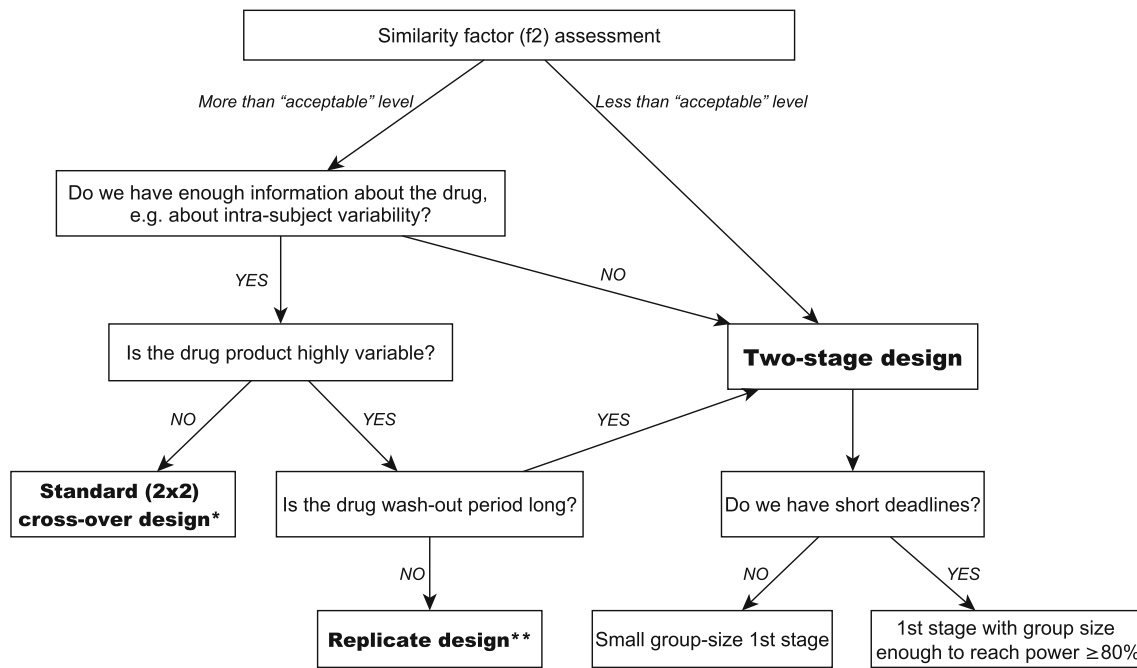 Similarity factor (f2) assessment
More than “acceptable” level
Less than “acceptable” level
Do we have enough information about the drug,
e.g. about intra-subject variability?
YES
NO
Is the drug product highly variable?
Two-stage design
NO
YES
YES
Standard (2x2)
cross-over design*
Is the drug wash-out period long?
Do we have short deadlines?
NO
NO
YES
Replicate design**
Small group-size 1st stage
1st stage with group size
enough to reach power ≥80%